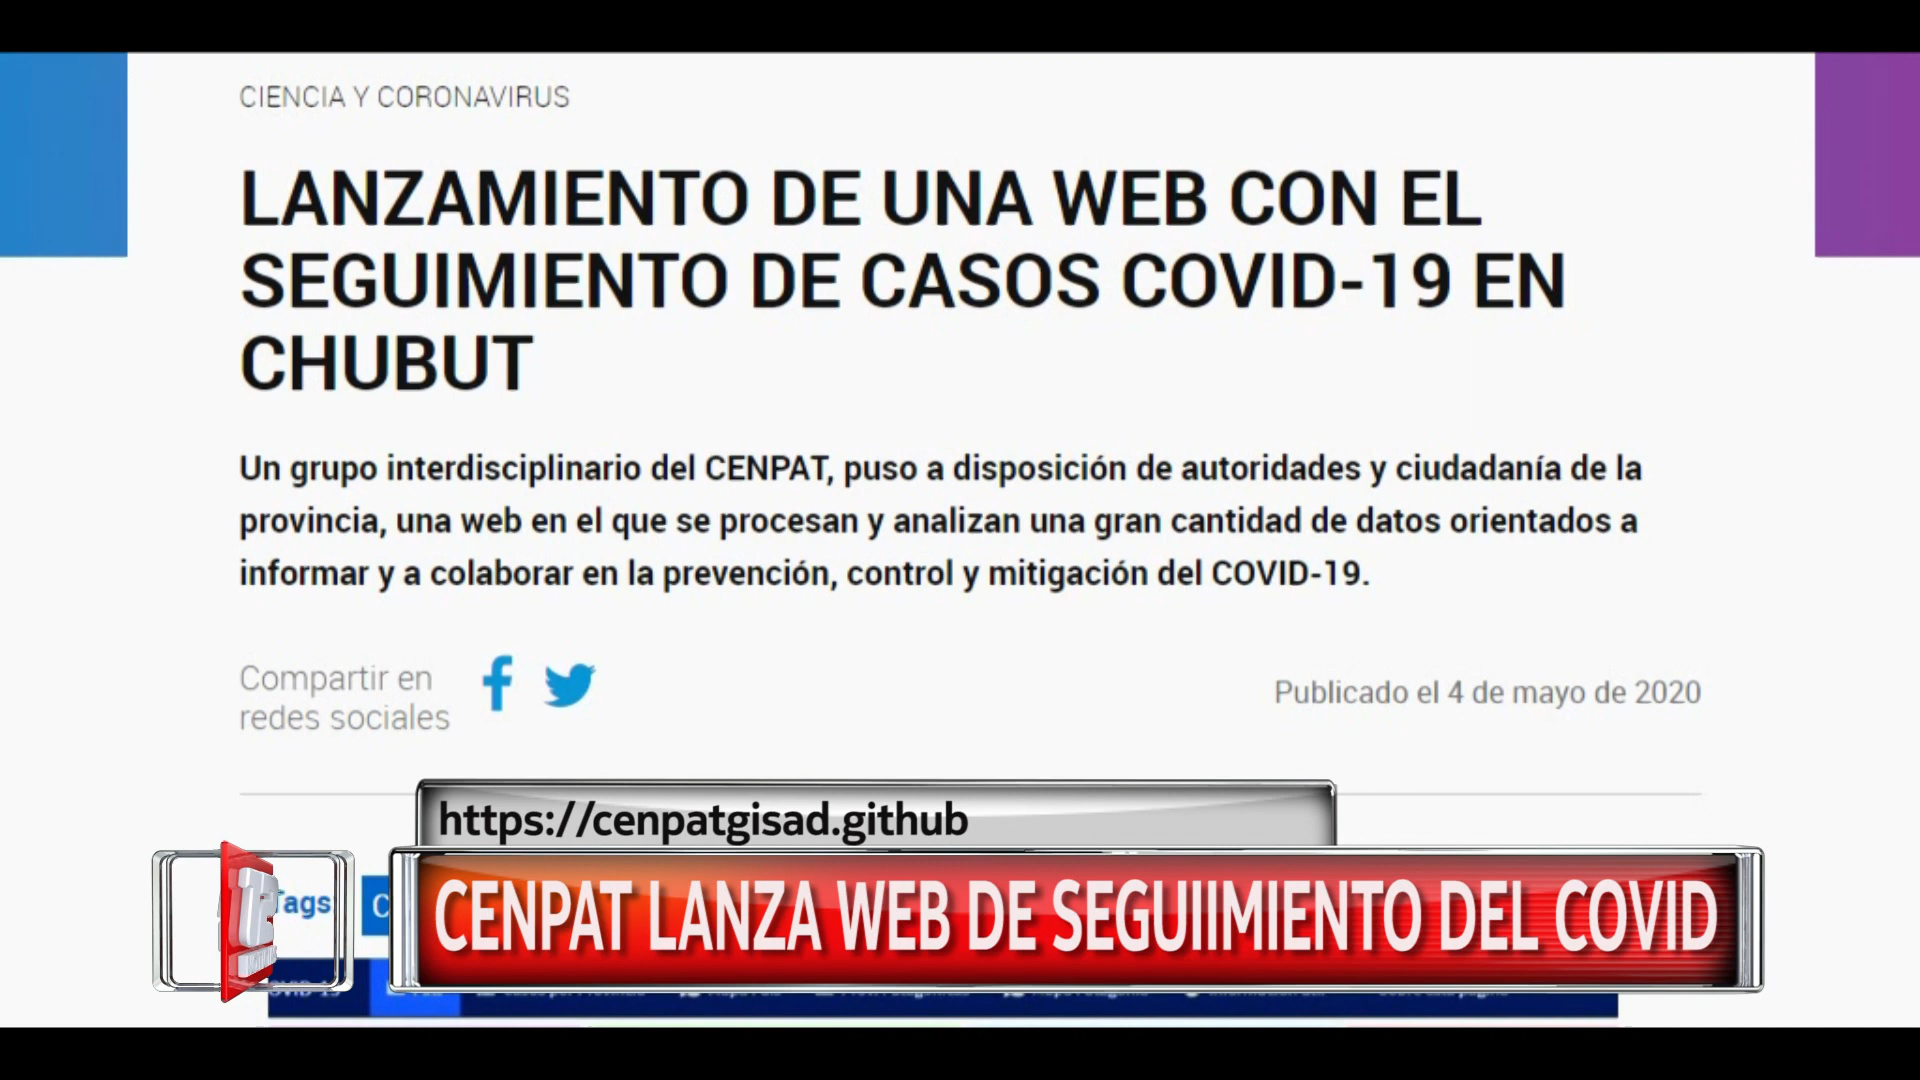 CIENCIA Y CORONAVIRUS
LANZAMIENTO DE UNA WEB CON EL
SEGUIMIENTO DE CASOS COVID-19 EN
CHUBUT
Un grupo interdisciplinario del CENPAT, puso a disposición de autoridades y ciudadanía de la
provincia, una web en el que se procesan y analizan una gran cantidad de datos orientados a
informar y a colaborar en la prevención, control y mitigación del COVID-19.
Compartir en
redes sociales
Publicado el 4 de mayo de 2020
https://cenpatgisad.github
Tags
CENPAT LANZA WEB DE SEGUIIMIENTO DEL COVID